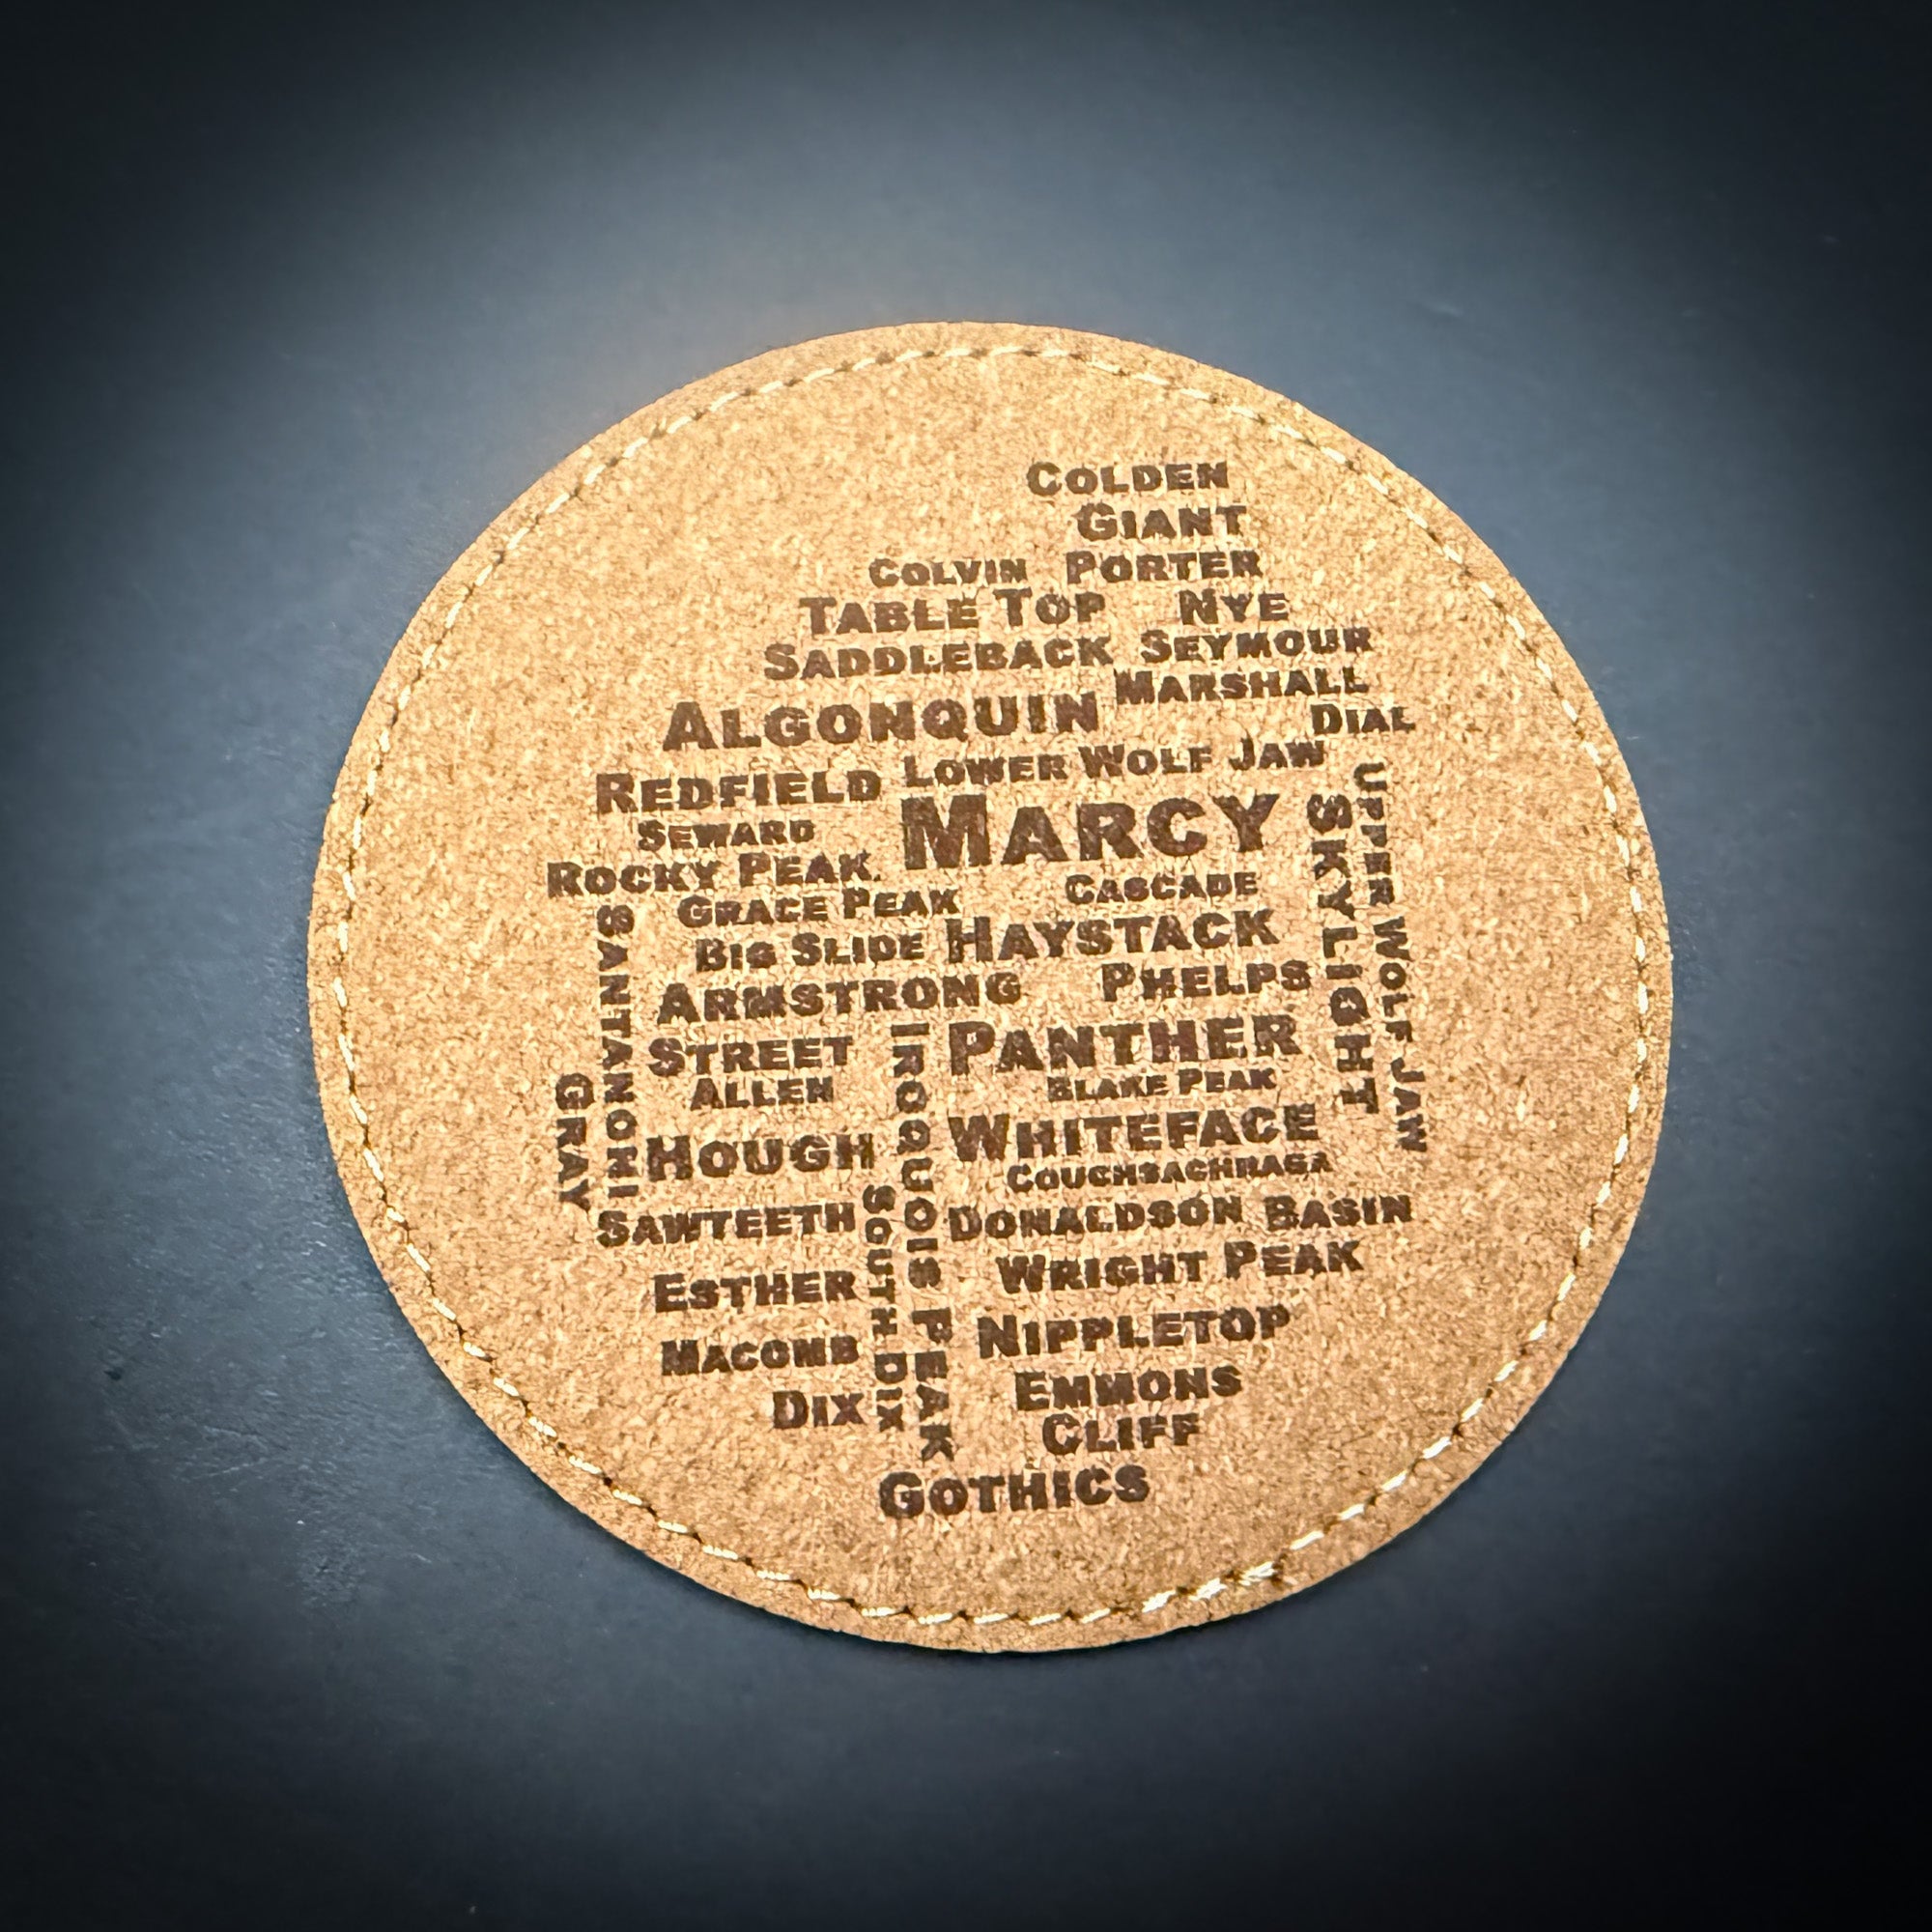 COLDEN
GIANT
COLVIN PORTER
TABLE TOP NYE
SADDLEBACK SEYMOUR
MARSHALL
ALGONQUIN
DIAL
LOWER WOLF JAW
REDFIELD
MARCY
UPPER WOLF JAW
SKYLIGHT
SEWARD
ROCKY PEAK
CASCADE
GRACE PEAK
SANTANONI
BIG SLIDE HAYSTACK
ARMSTRONG PHELPS
IROQUOIS PEAK
STREET PANTHER
ALLEN BLAKE PEAK
GRAY
HOUGH WHITEFACE
COUCHSACHRAGA
SOUTH DIX
SAWTEETH DONALDSON BASIN
ESTHER WRIGHT PEAK
MACOMB NIPPLETOP
DIX EMMONS
CLIFF
GOTHICS